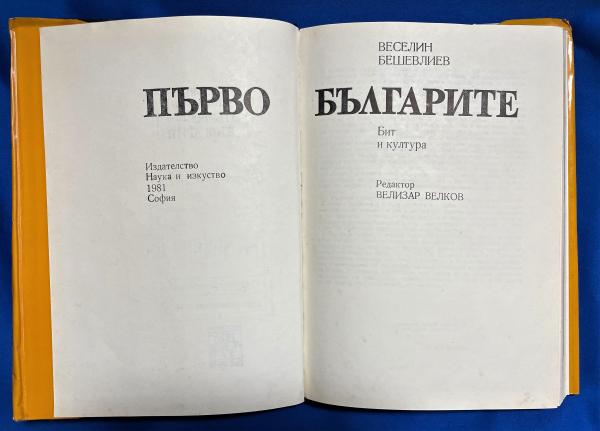 ВЕСЕЛИН
БЕШЕВЛИЕВ
ПЪРВО БЪЛГАРИТЕ
Бит
и култура
Издателство
Наука и изкуство
1981
София
Редактор
ВЕЛИЗАР ВЕЛКОВ